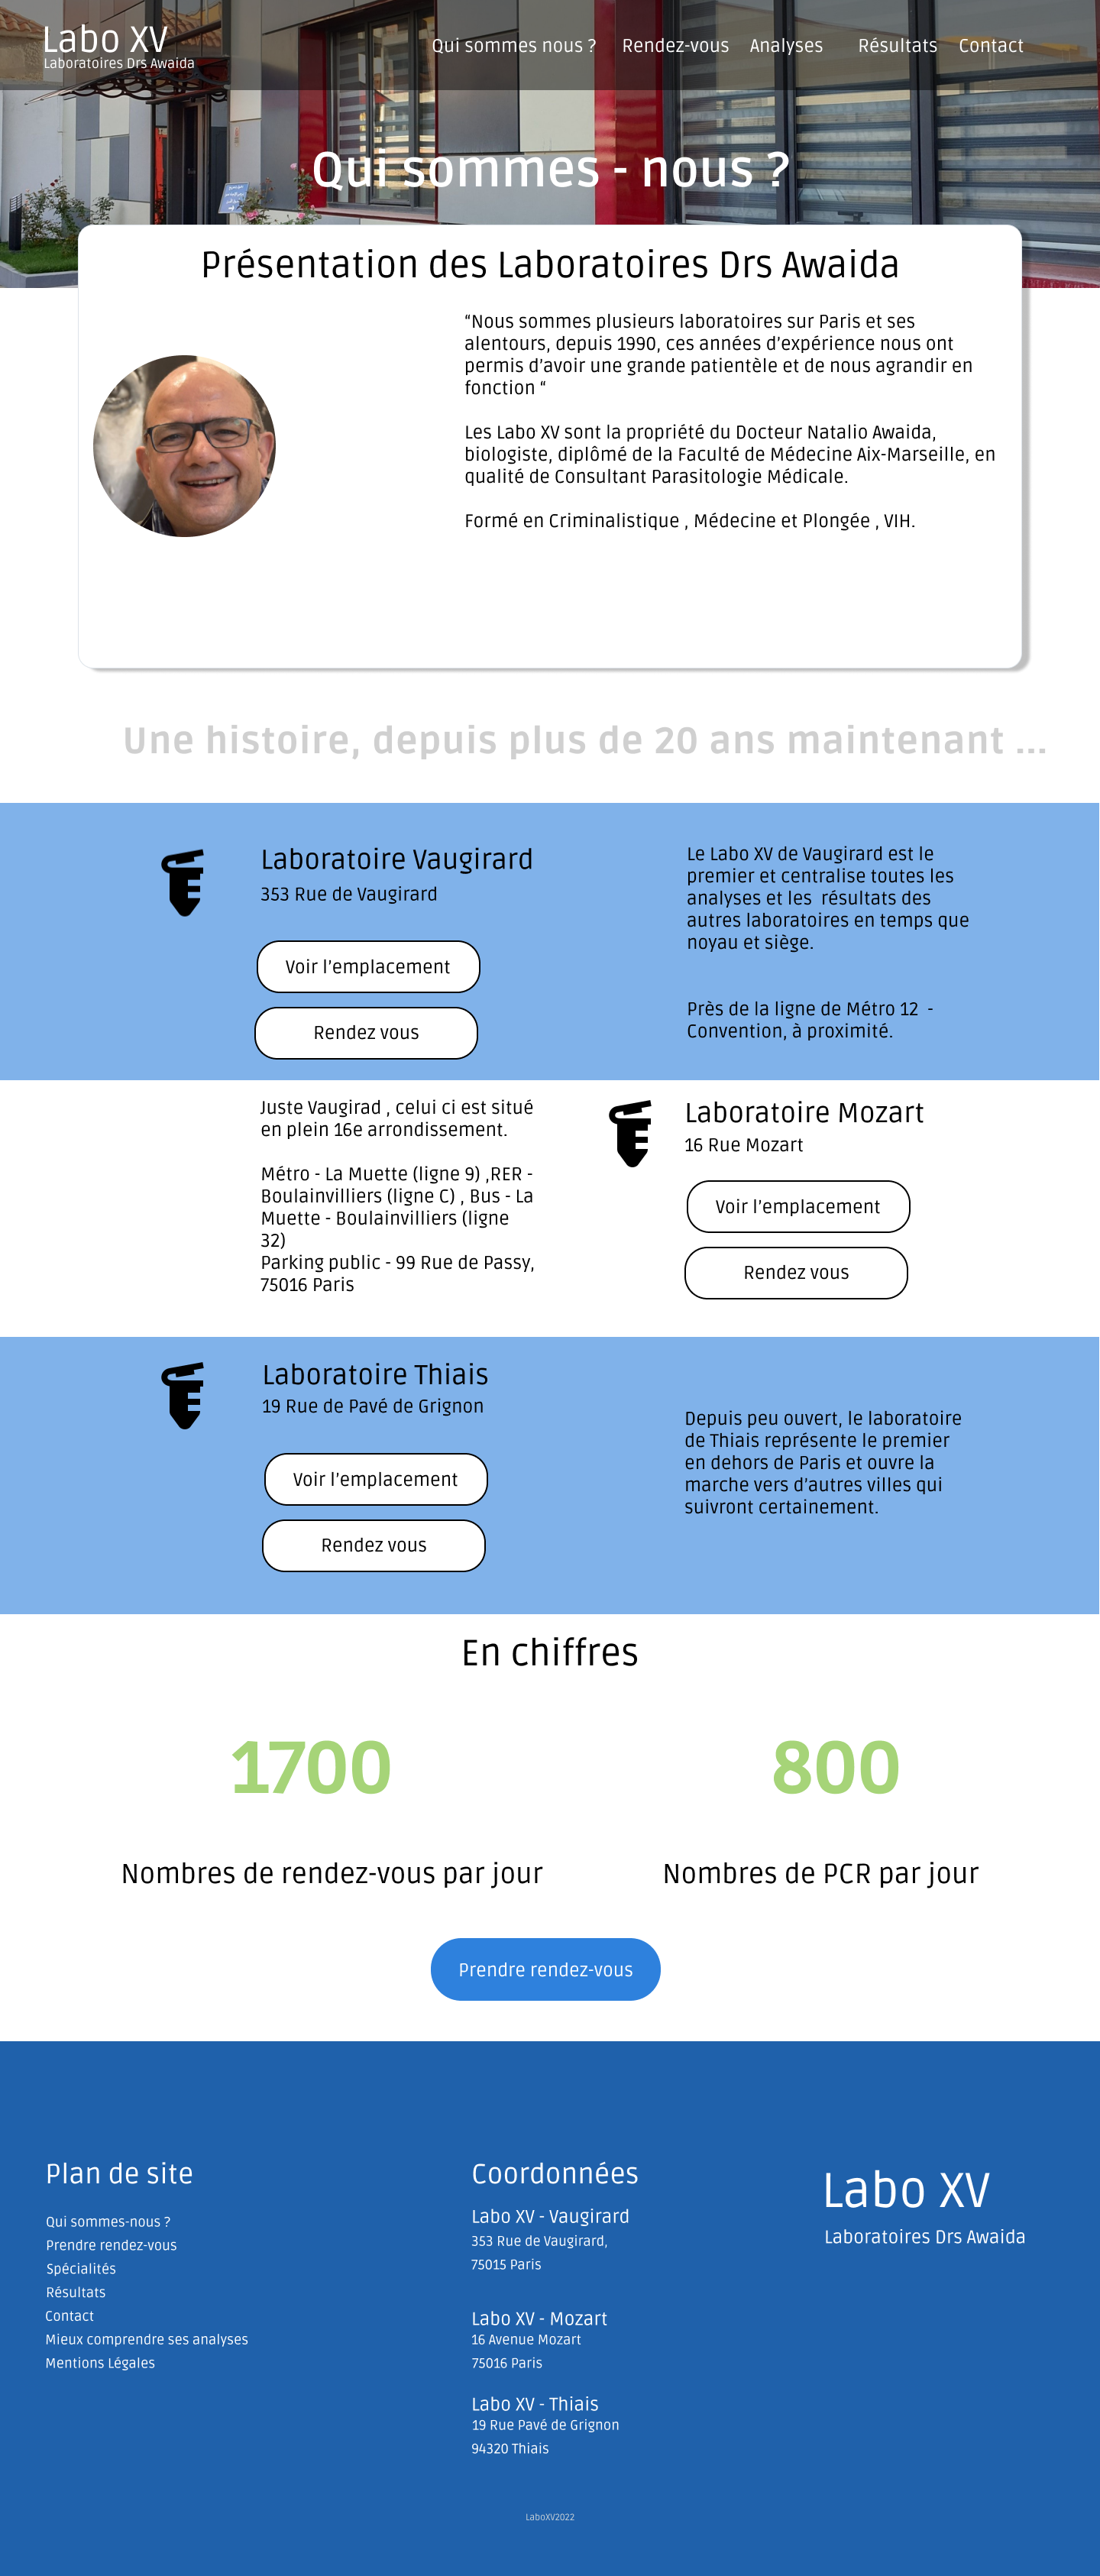 Labo XV
Laboratoires Drs Awaida
Qui sommes nous ? Rendez-vous Analyses Résultats Contact
Qui sommes - nous ?
Présentation des Laboratoires Drs Awaida
“Nous sommes plusieurs laboratoires sur Paris et ses
alentours, depuis 1990, ces années d’expérience nous ont
permis d’avoir une grande patientèle et de nous agrandir en
fonction “
Les Labo XV sont la propriété du Docteur Natalio Awaida,
biologiste, diplômé de la Faculté de Médecine Aix-Marseille, en
qualité de Consultant Parasitologie Médicale.
Formé en Criminalistique , Médecine et Plongée , VIH.
Une histoire, depuis plus de 20 ans maintenant ...
Laboratoire Vaugirard
353 Rue de Vaugirard
Voir l’emplacement
Rendez vous
Le Labo XV de Vaugirard est le
premier et centralise toutes les
analyses et les  résultats des
autres laboratoires en temps que
noyau et siège.
Près de la ligne de Métro 12  -
Convention, à proximité.
Juste Vaugirad , celui ci est situé
en plein 16e arrondissement.
Métro - La Muette (ligne 9) ,RER -
Boulainvilliers (ligne C) , Bus - La
Muette - Boulainvilliers (ligne
32)
Parking public - 99 Rue de Passy,
75016 Paris
Laboratoire Mozart
16 Rue Mozart
Voir l’emplacement
Rendez vous
Laboratoire Thiais
19 Rue de Pavé de Grignon
Voir l’emplacement
Rendez vous
Depuis peu ouvert, le laboratoire
de Thiais représente le premier
en dehors de Paris et ouvre la
marche vers d’autres villes qui
suivront certainement.
En chiffres
1700
Nombres de rendez-vous par jour
800
Nombres de PCR par jour
Prendre rendez-vous
Plan de site
Qui sommes-nous ?
Prendre rendez-vous
Spécialités
Résultats
Contact
Mieux comprendre ses analyses
Mentions Légales
Coordonnées
Labo XV - Vaugirard
353 Rue de Vaugirard,
75015 Paris
Labo XV - Mozart
16 Avenue Mozart
75016 Paris
Labo XV - Thiais
19 Rue Pavé de Grignon
94320 Thiais
Labo XV
Laboratoires Drs Awaida
LaboXV2022